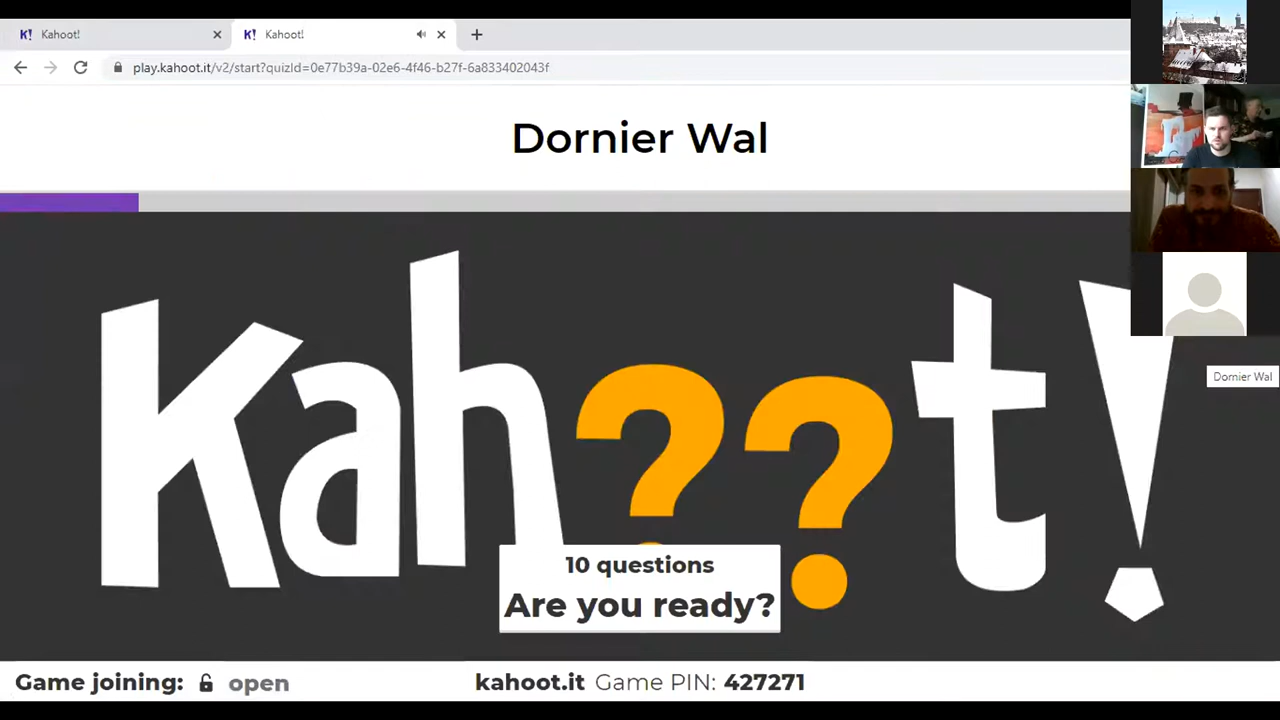 K! Kahoot!
K! Kahoot!
play.kahoot.it/v2/start?quizId=0e77b39a-02e6-4f46-b27f-6a833402043f
Dornier Wal
Kah??t!
Dornier Wal
10 questions
Are you ready?
Game joining: open
kahoot.it Game PIN: 427271